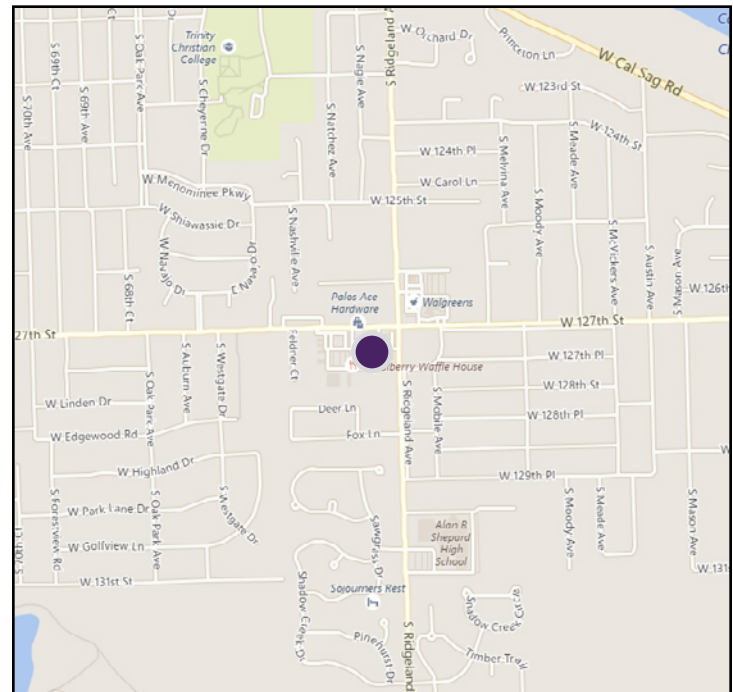 Trinity
Christian
College
S 69th Ct
S 70th Ave
S 69th Ave
S Oak Park Ave
S Cheyenne Dr
S Nagle Ave
S Natchez Ave
S Ridgeland A
W Orchard Dr
Princeton Ln
W Cal Sag Rd
W 123rd St
W 124th St
W 124th Pl
W Carol Ln
W 125th St
S Melvina Ave
S Meade Ave
S Moody Ave
S McVickers Ave
S Austin Ave
S Mason Ave
W 126th
W Menominee Pkwy
W Shiawassie Dr
W Navajo Dr
S Nashville Ave
S 68th Ct
Palos Ace
Hardware
Walgreens
27th St
W 127th St
Feldner Ct
lberry Waffle House
W 127th Pl
W 128th St
W 128th Pl
W 129th Pl
S Auburn Ave
S Westgate Dr
S Oak Park Ave
W Linden Dr
W Edgewood Rd
Deer Ln
Fox Ln
S Ridgeland Ave
S Mobile Ave
W Highland Dr
W Park Lane Dr
W Golfview Ln
W 131st St
S Forestview Rd
S Oak Park Ave
S Westgate Dr
Sawgrass Dr
Alan B
Shepard
High
School
S Moody Ave
S Meade Ave
S Mason Ave
W 131
Sojourners Rest
Shadow Creek Dr
Pinehurst Dr
S Ridgeland
Shadow Creek
Timber Trail